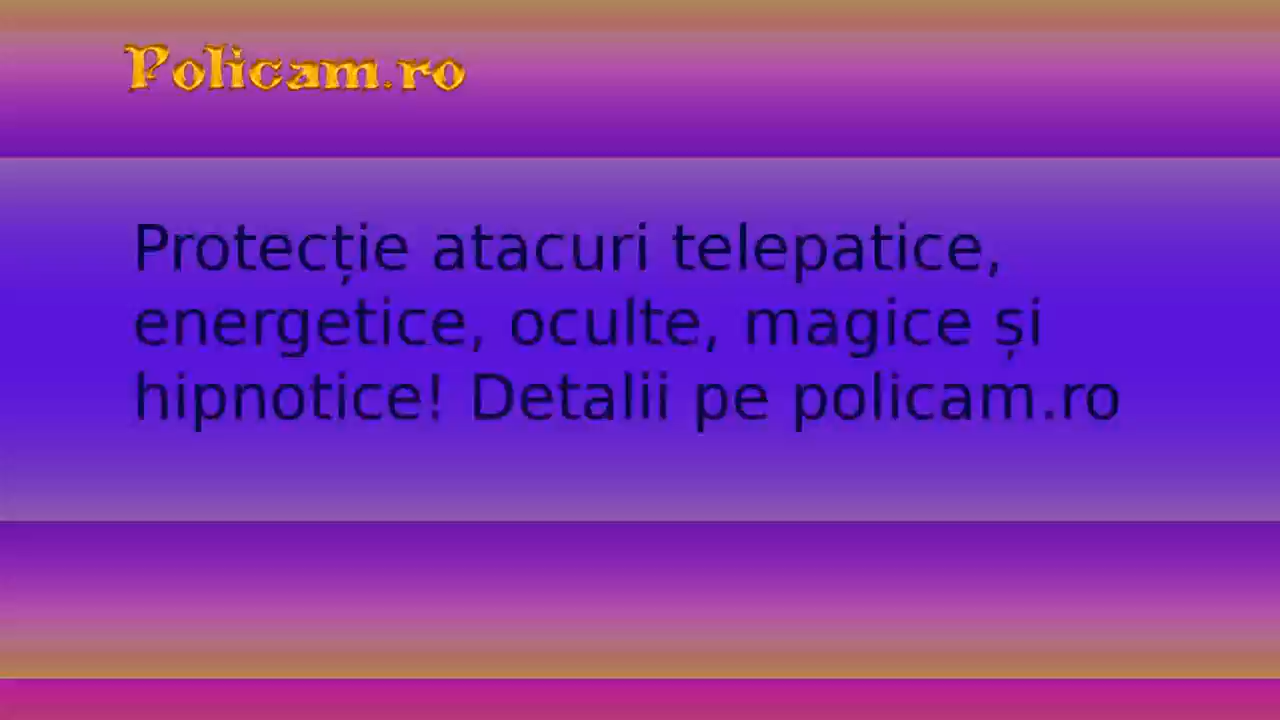 Policam.ro
Protecție atacuri telepatice,
energetice, oculte, magice și
hipnotice! Detalii pe policam.ro